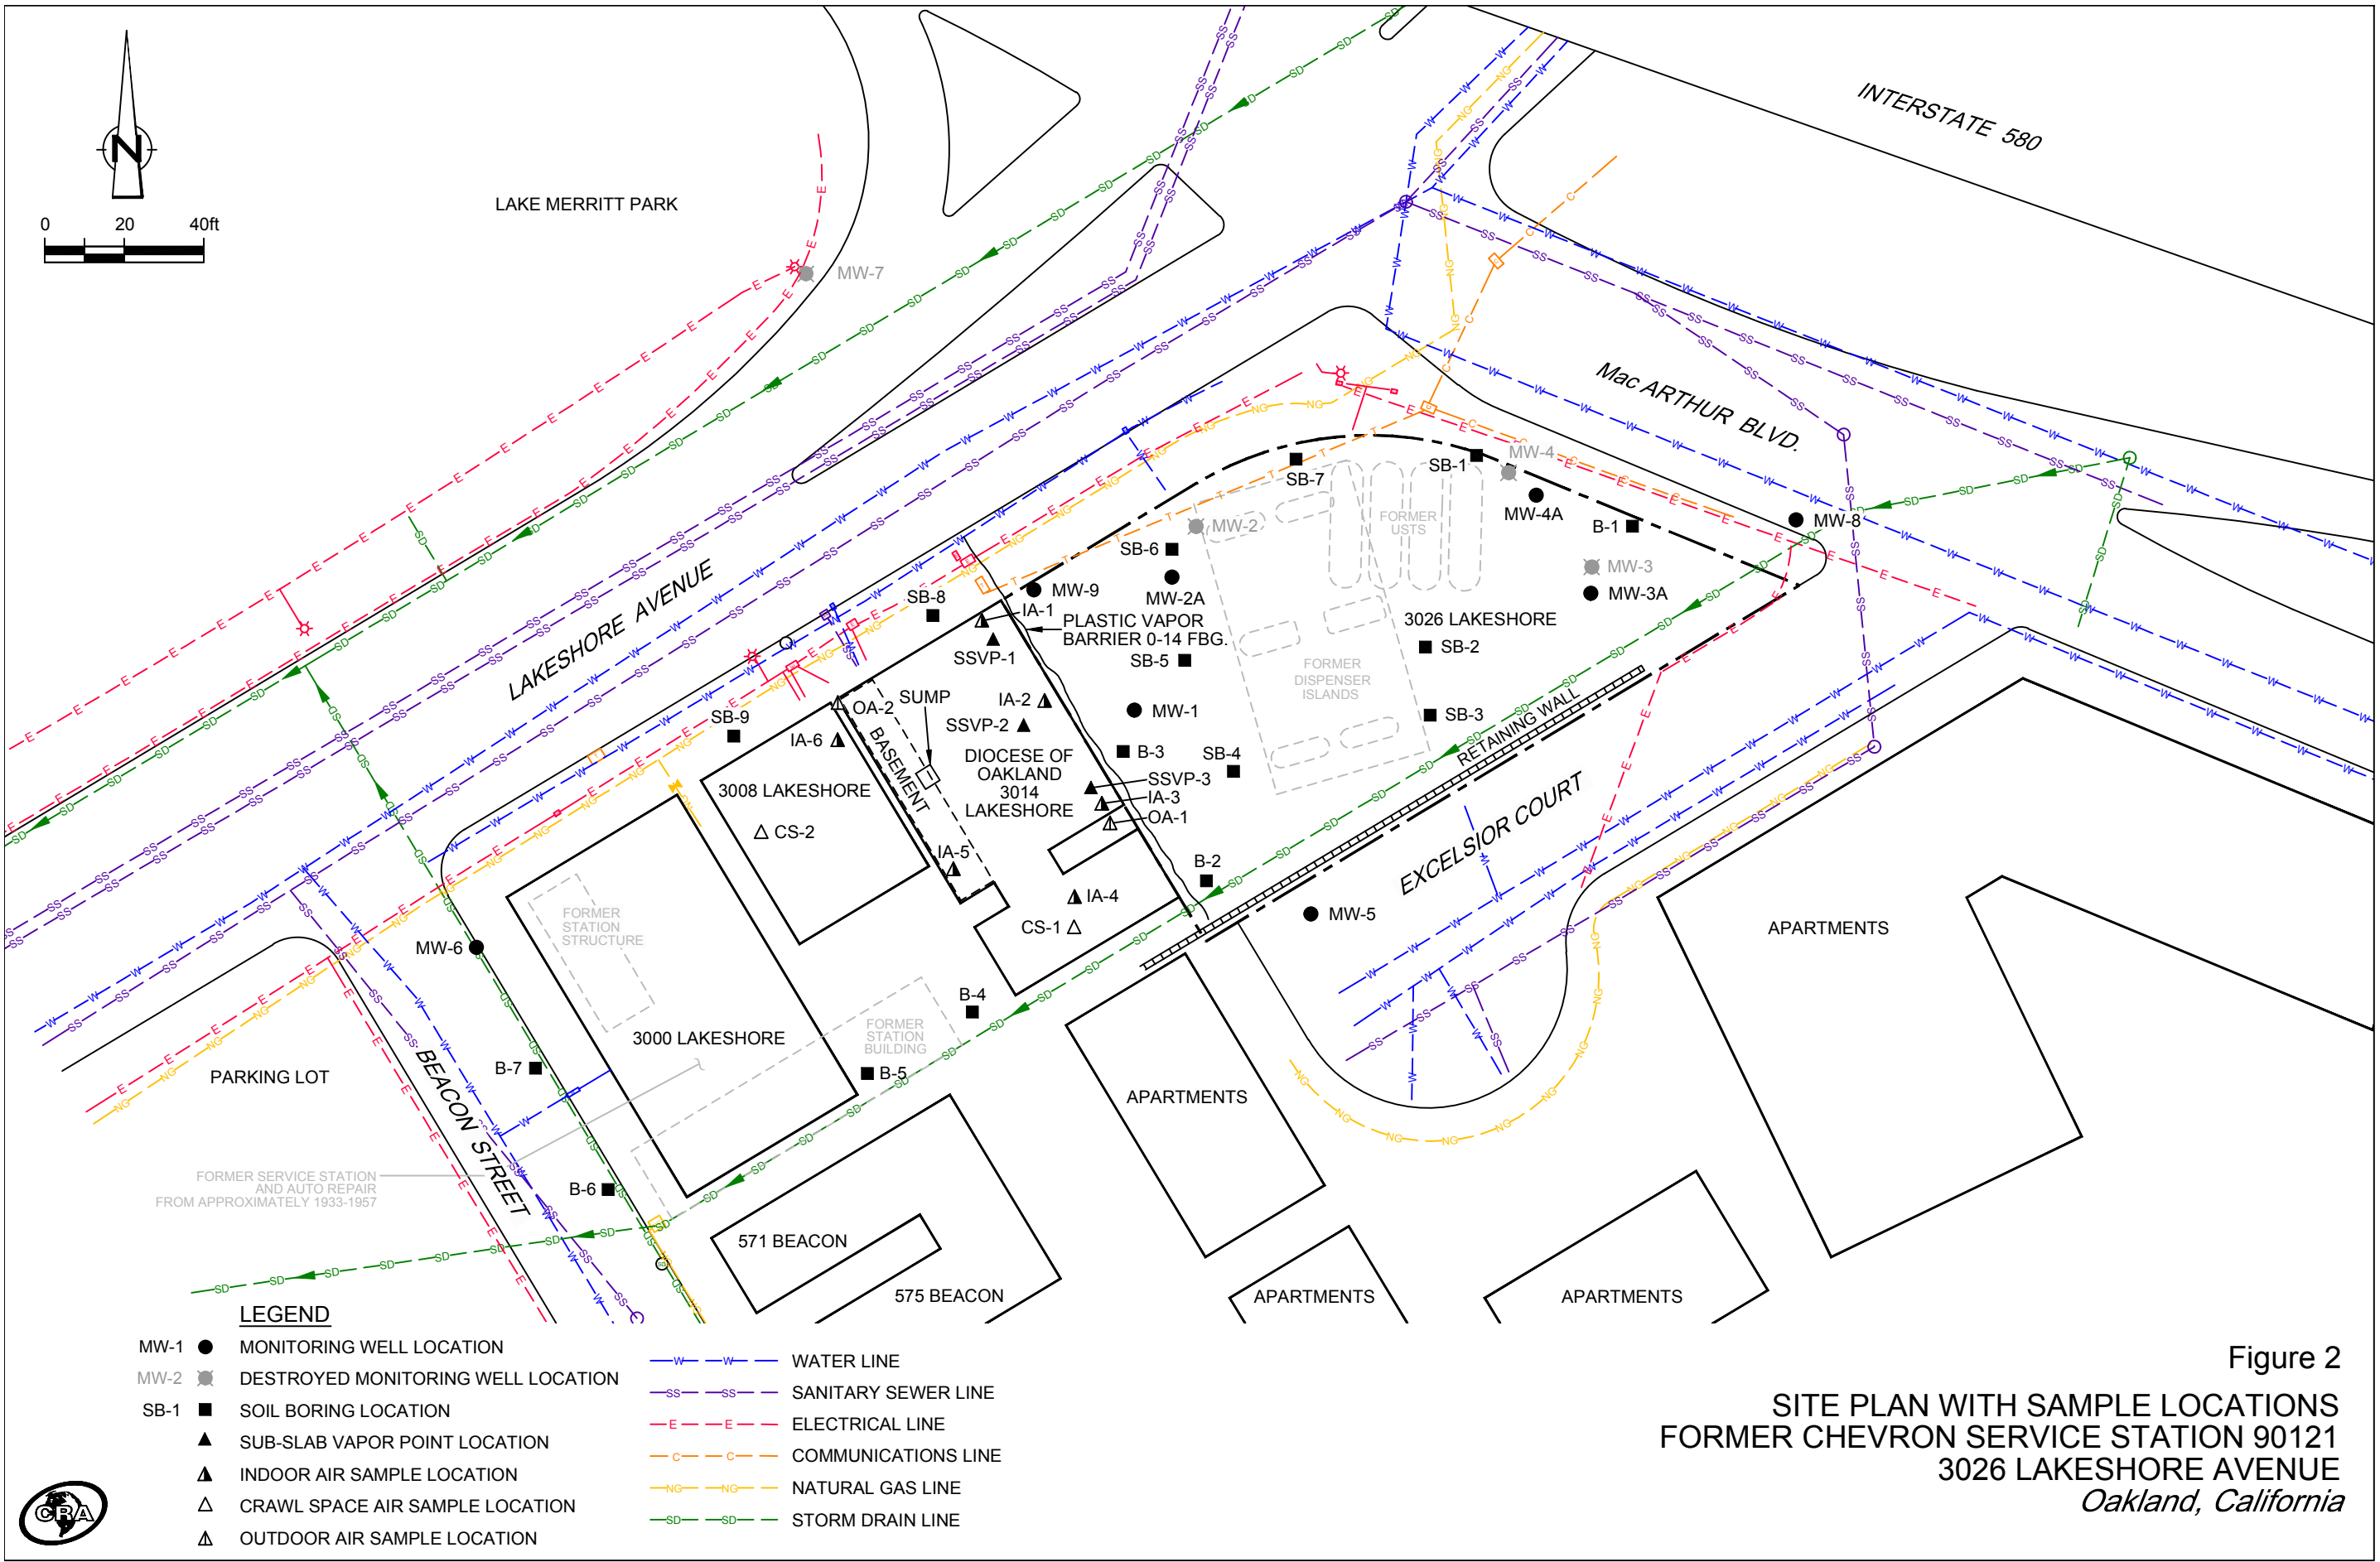 INTERSTATE 580
N
0 20 40ft
LAKE MERRITT PARK
MW-7
Mac ARTHUR BLVD.
MW-4
SB-1
SB-7
MW-4A
FORMER
USTS
B-1
MW-8
MW-2
SB-6
MW-3
MW-3A
MW-9
MW-2A
LAKESHORE AVENUE
SB-8
IA-1
PLASTIC VAPOR
BARRIER 0-14 FBG.
3026 LAKESHORE
SSVP-1
SB-5
SB-2
FORMER
DISPENSER
ISLANDS
SUMP
IA-2
OA-2
MW-1
SB-3
SB-9
SSVP-2
IA-6
BASEMENT
B-3
SB-4
RETAINING WALL
DIOCESE OF
OAKLAND
3014
LAKESHORE
SSVP-3
IA-3
OA-1
3008 LAKESHORE
CS-2
EXCELSIOR COURT
IA-5
B-2
IA-4
MW-5
CS-1
FORMER
STATION
STRUCTURE
MW-6
APARTMENTS
B-4
FORMER
STATION
BUILDING
3000 LAKESHORE
B-7
B-5
PARKING LOT
BEACON STREET
APARTMENTS
FORMER SERVICE STATION
AND AUTO REPAIR
FROM APPROXIMATELY 1933-1957
B-6
571 BEACON
575 BEACON
APARTMENTS
APARTMENTS
LEGEND
MW-1 MONITORING WELL LOCATION
MW-2 DESTROYED MONITORING WELL LOCATION
SB-1 SOIL BORING LOCATION
SUB-SLAB VAPOR POINT LOCATION
INDOOR AIR SAMPLE LOCATION
CRAWL SPACE AIR SAMPLE LOCATION
OUTDOOR AIR SAMPLE LOCATION
W W WATER LINE
SS SS SANITARY SEWER LINE
E E ELECTRICAL LINE
C C COMMUNICATIONS LINE
NG NG NATURAL GAS LINE
SD SD STORM DRAIN LINE
CRA
Figure 2
SITE PLAN WITH SAMPLE LOCATIONS
FORMER CHEVRON SERVICE STATION 90121
3026 LAKESHORE AVENUE
Oakland, California